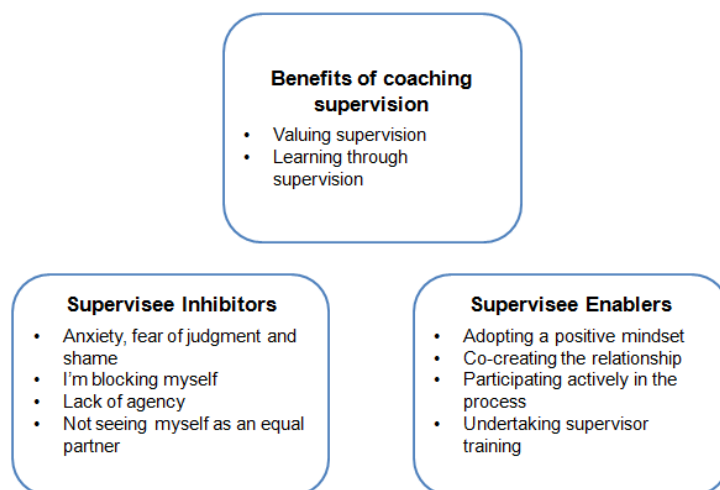 Benefits of coaching
supervision
• Valuing supervision
• Learning through
supervision
Supervisee Inhibitors
• Anxiety, fear of judgment and
shame
• I'm blocking myself
• Lack of agency
• Not seeing myself as an equal
partner
Supervisee Enablers
• Adopting a positive mindset
• Co-creating the relationship
• Participating actively in the
process
• Undertaking supervisor
training